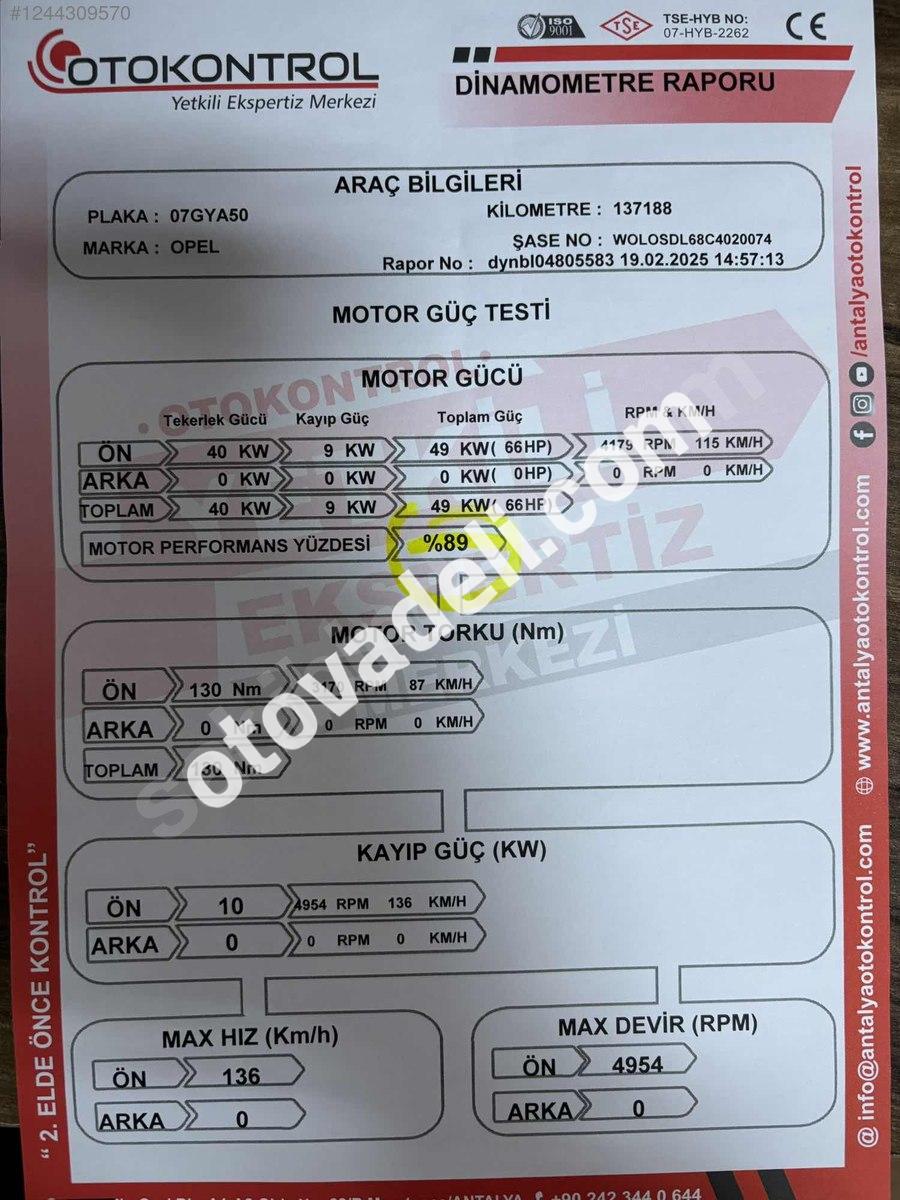 #1244309570
OTOKONTROL
Yetkili Ekspertiz Merkezi
ISO 9001
TSE
TSE-HYB NO:
07-HYB-2262
CE
DİNAMOMETRE RAPORU
ARAÇ BİLGİLERİ
PLAKA : 07GYA50 KİLOMETRE : 137188
MARKA : OPEL ŞASE NO : WOLOSDL68C4020074
Rapor No : dynbl04805583 19.02.2025 14:57:13
MOTOR GÜÇ TESTİ
MOTOR GÜCÜ
Tekerlek Gücü Kayıp Güç Toplam Güç RPM & KM/H
ÖN 40 KW 9 KW 49 KW( 66HP) 4179 RPM 115 KM/H
ARKA 0 KW 0 KW 0 KW( 0HP) 0 RPM 0 KM/H
TOPLAM 40 KW 9 KW 49 KW( 66HP)
MOTOR PERFORMANS YÜZDESİ %89
OTOKONTROL
YETKİLİ
EKSPERTİZ
MERKEZİ
MOTOR TORKU (Nm)
ÖN 130 Nm 3170 RPM 87 KM/H
ARKA 0 Nm 0 RPM 0 KM/H
TOPLAM 130 Nm
sotovadeli.com
KAYIP GÜÇ (KW)
ÖN 10 4954 RPM 136 KM/H
ARKA 0 0 RPM 0 KM/H
MAX HIZ (Km/h)
ÖN 136
ARKA 0
MAX DEVİR (RPM)
ÖN 4954
ARKA 0
“2. ELDE ÖNCE KONTROL”
/antalyaotokontrol
www.antalyaotokontrol.com
@ info@antalyaotokontrol.com
ANTALYA +90 242 344 0 644